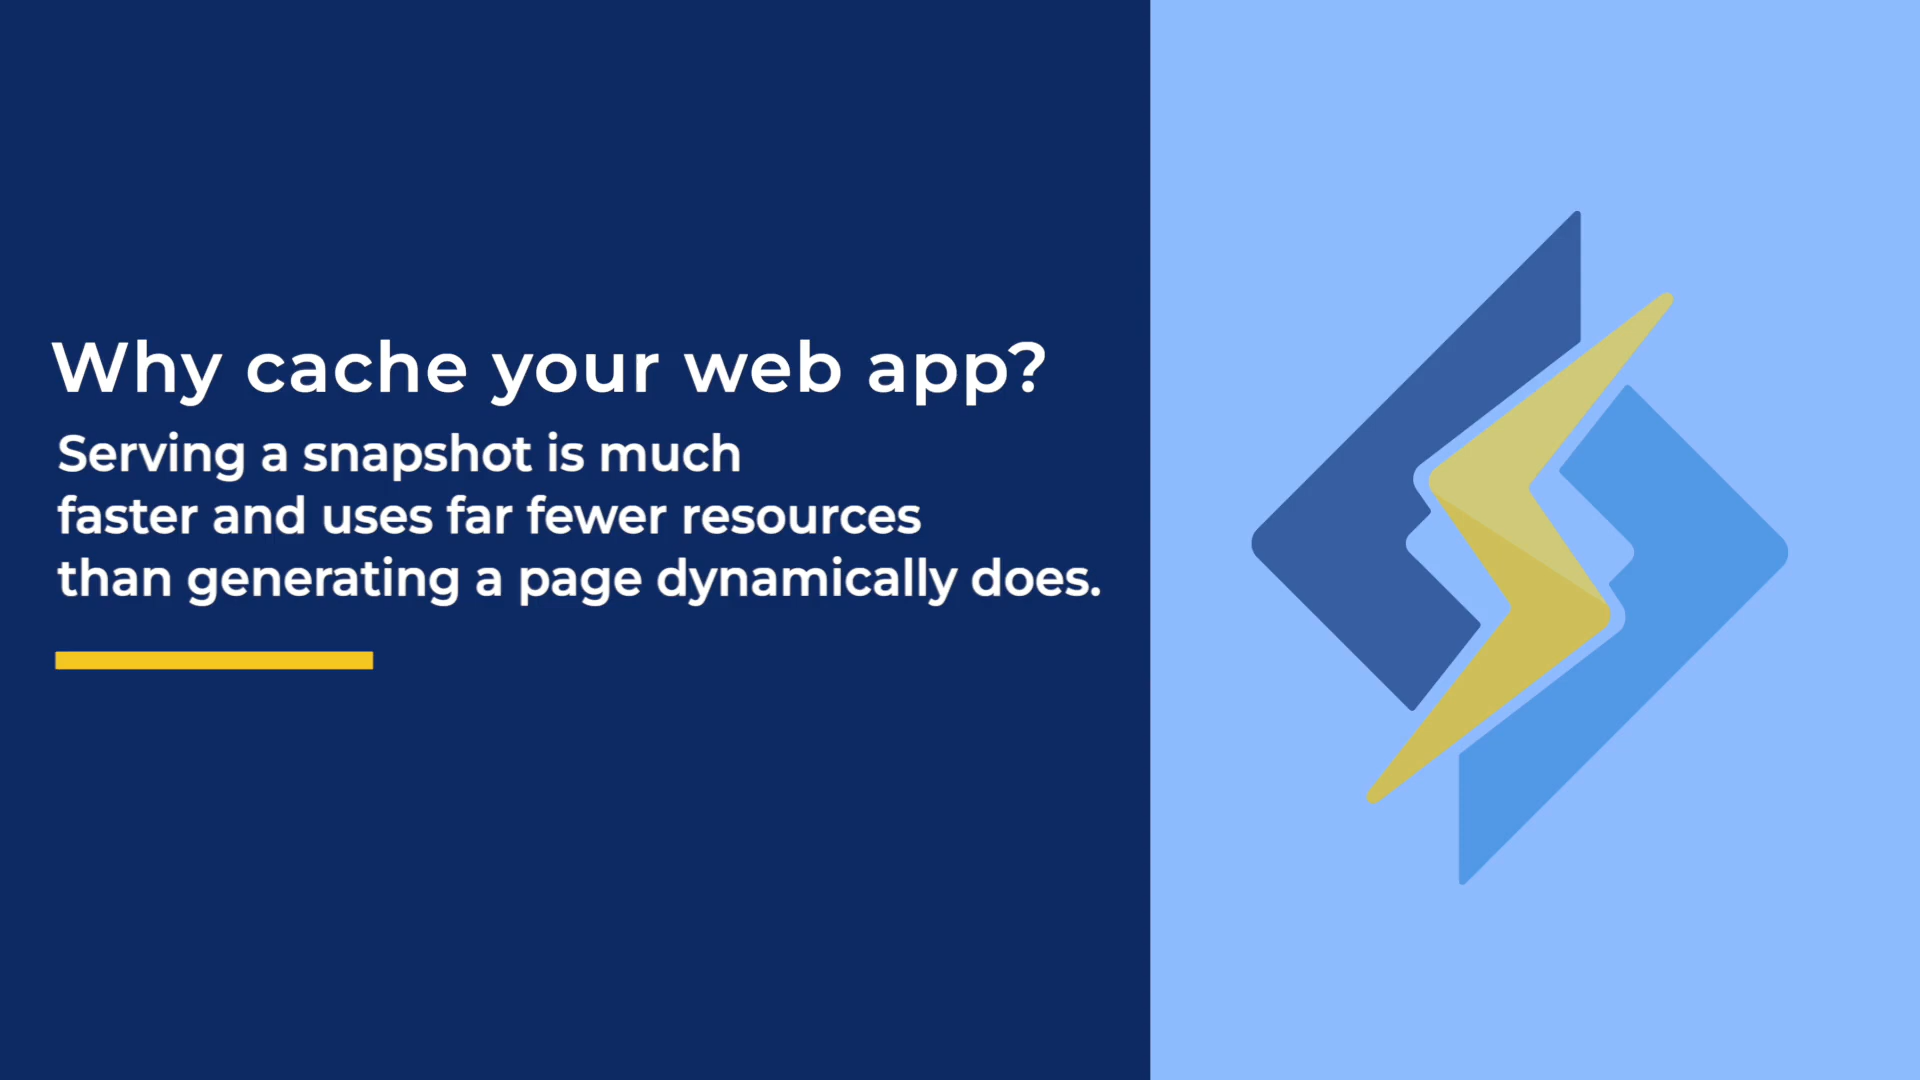 Why cache your web app?
Serving a snapshot is much
faster and uses far fewer resources
than generating a page dynamically does.